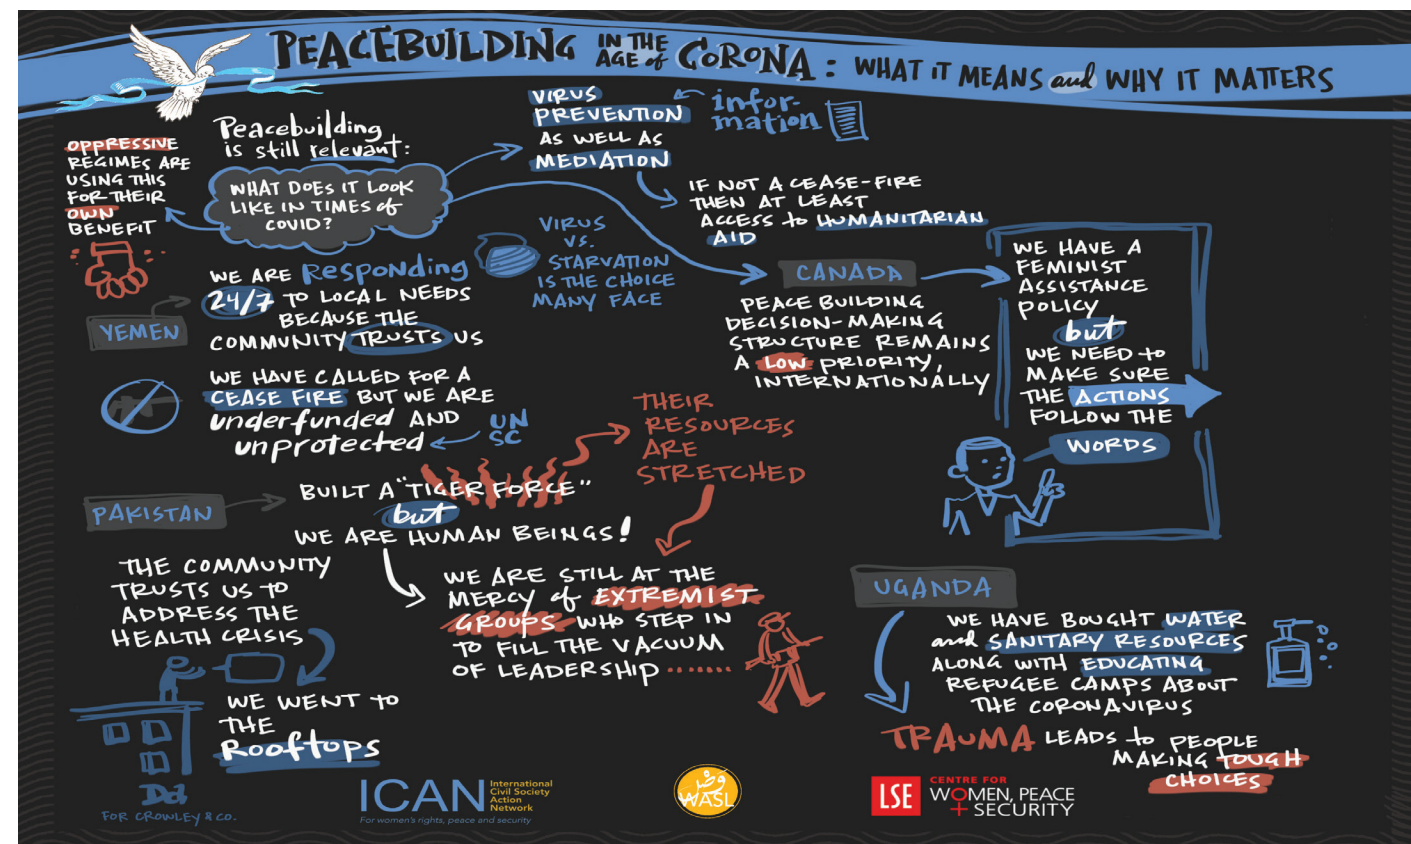 PEACEBUILDING IN THE AGE of CORONA: WHAT IT MEANS and WHY IT MATTERS
Peacebuilding
is still relevant:
WHAT DOES IT LOOK
LIKE IN TIMES of
COVID?
OPPRESSIVE
REGIMES ARE
USING THIS
FOR THEIR
OWN
BENEFIT
VIRUS
PREVENTION
AS WELL AS
MEDIATION
infor-
mation
IF NOT A CEASE-FIRE
THEN AT LEAST
ACCESS to HUMANITARIAN
AID
VIRUS
VS.
STARVATION
IS THE CHOICE
MANY FACE
YEMEN
WE ARE Responding
24/7 TO LOCAL NEEDS
BECAUSE THE
COMMUNITY TRUSTS US
WE HAVE CALLED FOR A
CEASE FIRE BUT WE ARE
underfunded AND
unprotected
UN
SC
CANADA
PEACE BUILDING
DECISION-MAKING
STRUCTURE REMAINS
A LOW PRIORITY,
INTERNATIONALLY
WE HAVE A
FEMINIST
ASSISTANCE
POLICY
but
WE NEED to
MAKE SURE
THE ACTIONS
FOLLOW THE
WORDS
PAKISTAN
BUILT A "TIGER FORCE"
but
WE ARE HUMAN BEINGS!
THEIR
RESOURCES
ARE
STRETCHED
WE ARE STILL AT THE
MERCY of EXTREMIST
GROUPS WHO STEP IN
TO FILL THE VACUUM
OF LEADERSHIP.......
THE COMMUNITY
TRUSTS US TO
ADDRESS THE
HEALTH CRISIS
WE WENT TO
THE
Rooftops
UGANDA
WE HAVE BOUGHT WATER
and SANITARY RESOURCES
ALONG WITH EDUCATING
REFUGEE CAMPS ABOUT
THE CORONAVIRUS
TRAUMA LEADS to PEOPLE
MAKING TOUGH
CHOICES
FOR CROWLEY & CO.
ICAN
International
Civil Society
Action
Network
For women's rights, peace and security
WASL
LSE
CENTRE FOR
WOMEN, PEACE
+ SECURITY